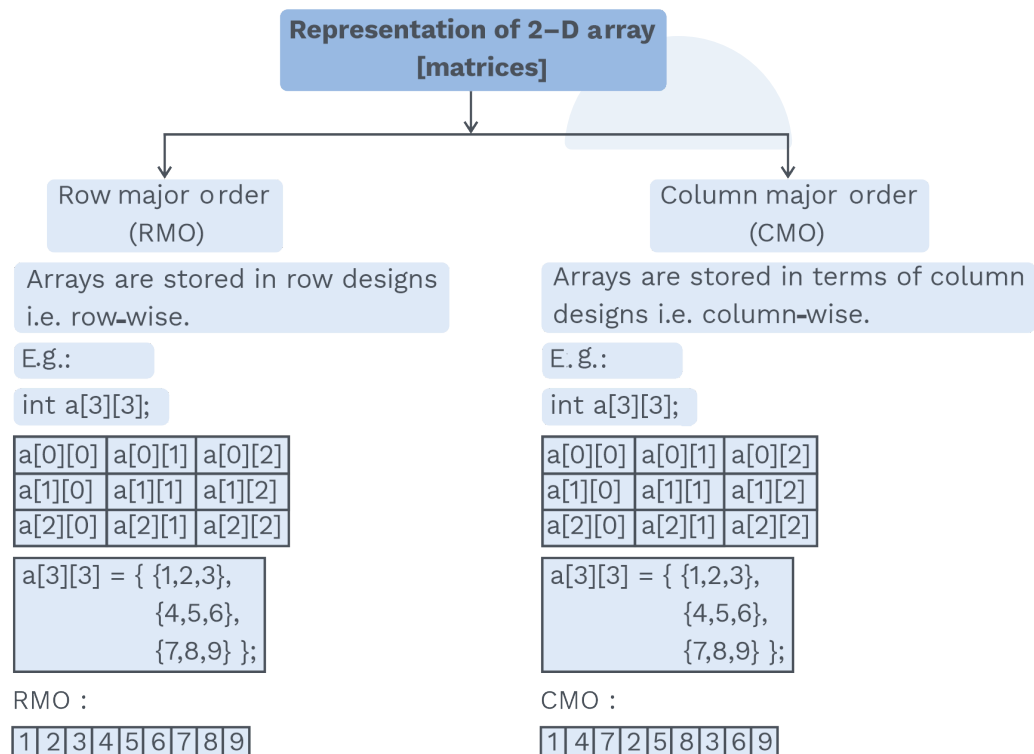 Representation of 2–D array
[matrices]
Row major order
(RMO)
Arrays are stored in row designs
i.e. row-wise.
E.g.:
int a[3][3];
a[0][0] a[0][1] a[0][2]
a[1][0] a[1][1] a[1][2]
a[2][0] a[2][1] a[2][2]
a[3][3] = { {1,2,3},
{4,5,6},
{7,8,9} };
RMO :
1 2 3 4 5 6 7 8 9
Column major order
(CMO)
Arrays are stored in terms of column
designs i.e. column-wise.
E.g.:
int a[3][3];
a[0][0] a[0][1] a[0][2]
a[1][0] a[1][1] a[1][2]
a[2][0] a[2][1] a[2][2]
a[3][3] = { {1,2,3},
{4,5,6},
{7,8,9} };
CMO :
1 4 7 2 5 8 3 6 9